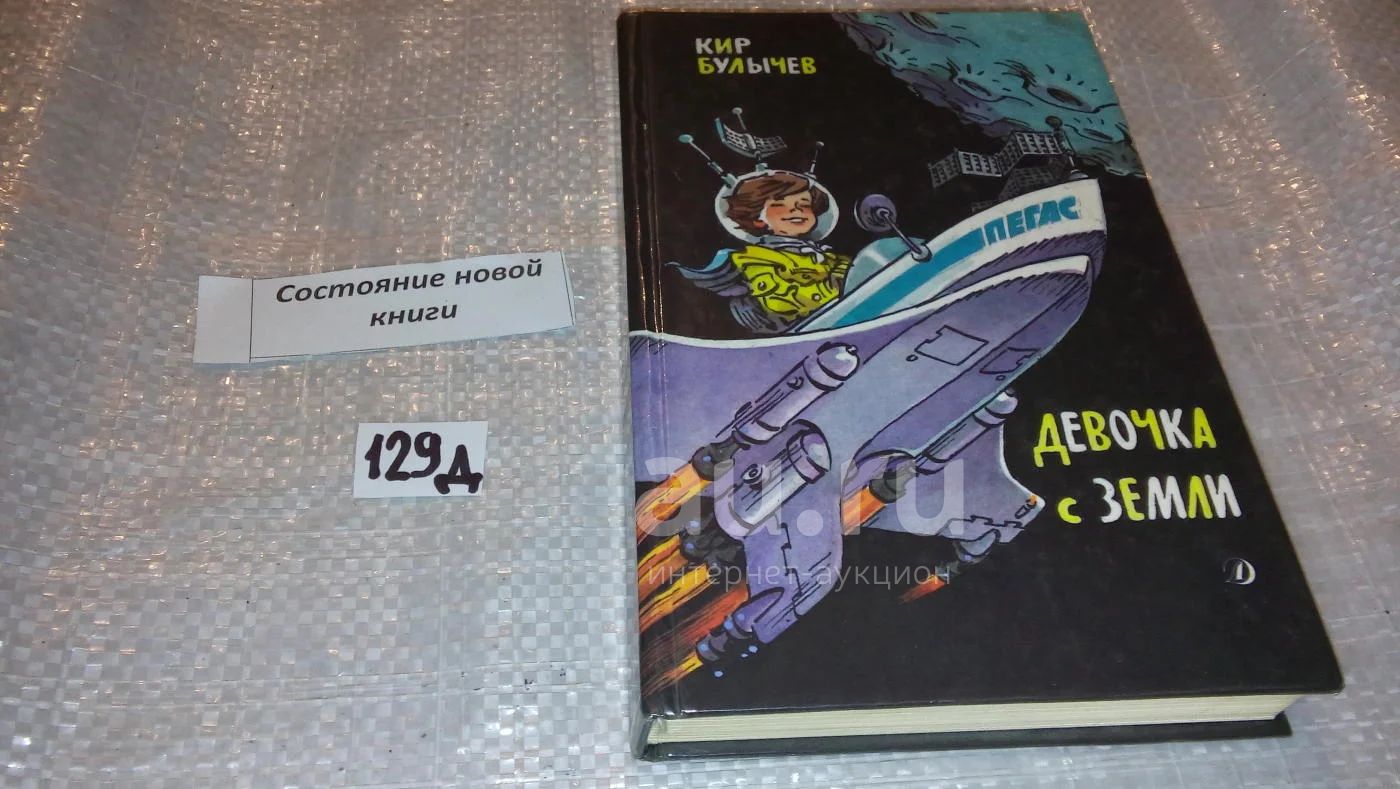 Состояние новой
книги
129д
КИР
БУЛЫЧЕВ
ПЕГАС
ДЕВОЧКА
с ЗЕМЛИ
Д
au.ru
интернет-аукцион